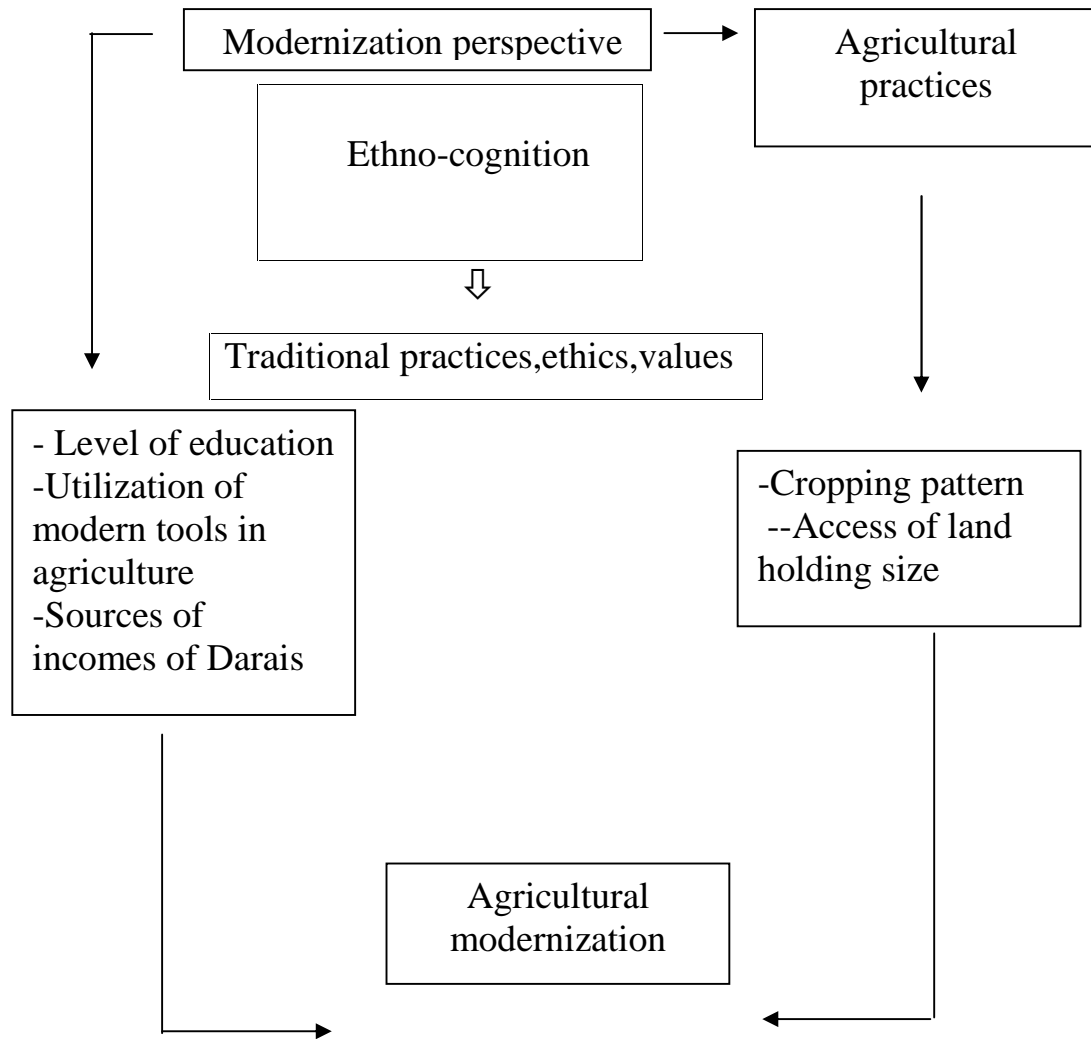 Modernization perspective
Agricultural
practices
Ethno-cognition
Traditional practices,ethics,values
- Level of education
-Utilization of
modern tools in
agriculture
-Sources of
incomes of Darais
-Cropping pattern
--Access of land
holding size
Agricultural
modernization